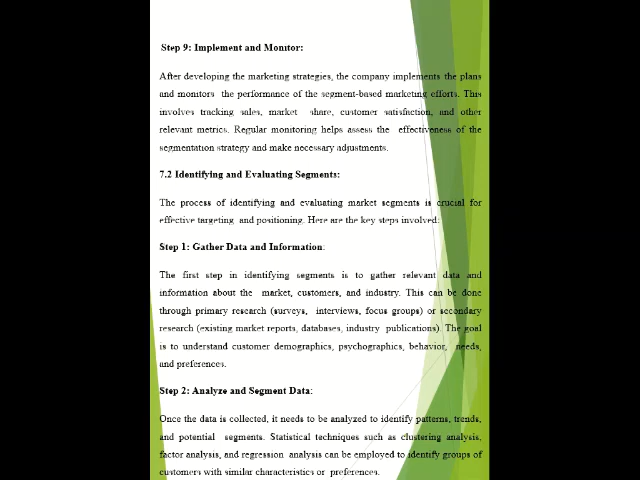 Step 9: Implement and Monitor:
After developing the marketing strategies, the company implements the plans
and monitors the performance of the segment-based marketing efforts. This
involves tracking sales, market share, customer satisfaction, and other
relevant metrics. Regular monitoring helps assess the effectiveness of the
segmentation strategy and make necessary adjustments.
7.2 Identifying and Evaluating Segments:
The process of identifying and evaluating market segments is crucial for
effective targeting and positioning. Here are the key steps involved:
Step 1: Gather Data and Information:
The first step in identifying segments is to gather relevant data and
information about the market, customers, and industry. This can be done
through primary research (surveys, interviews, focus groups) or secondary
research (existing market reports, databases, industry publications). The goal
is to understand customer demographics, psychographics, behavior, needs,
and preferences.
Step 2: Analyze and Segment Data:
Once the data is collected, it needs to be analyzed to identify patterns, trends,
and potential segments. Statistical techniques such as clustering analysis,
factor analysis, and regression analysis can be employed to identify groups of
customers with similar characteristics or preferences.